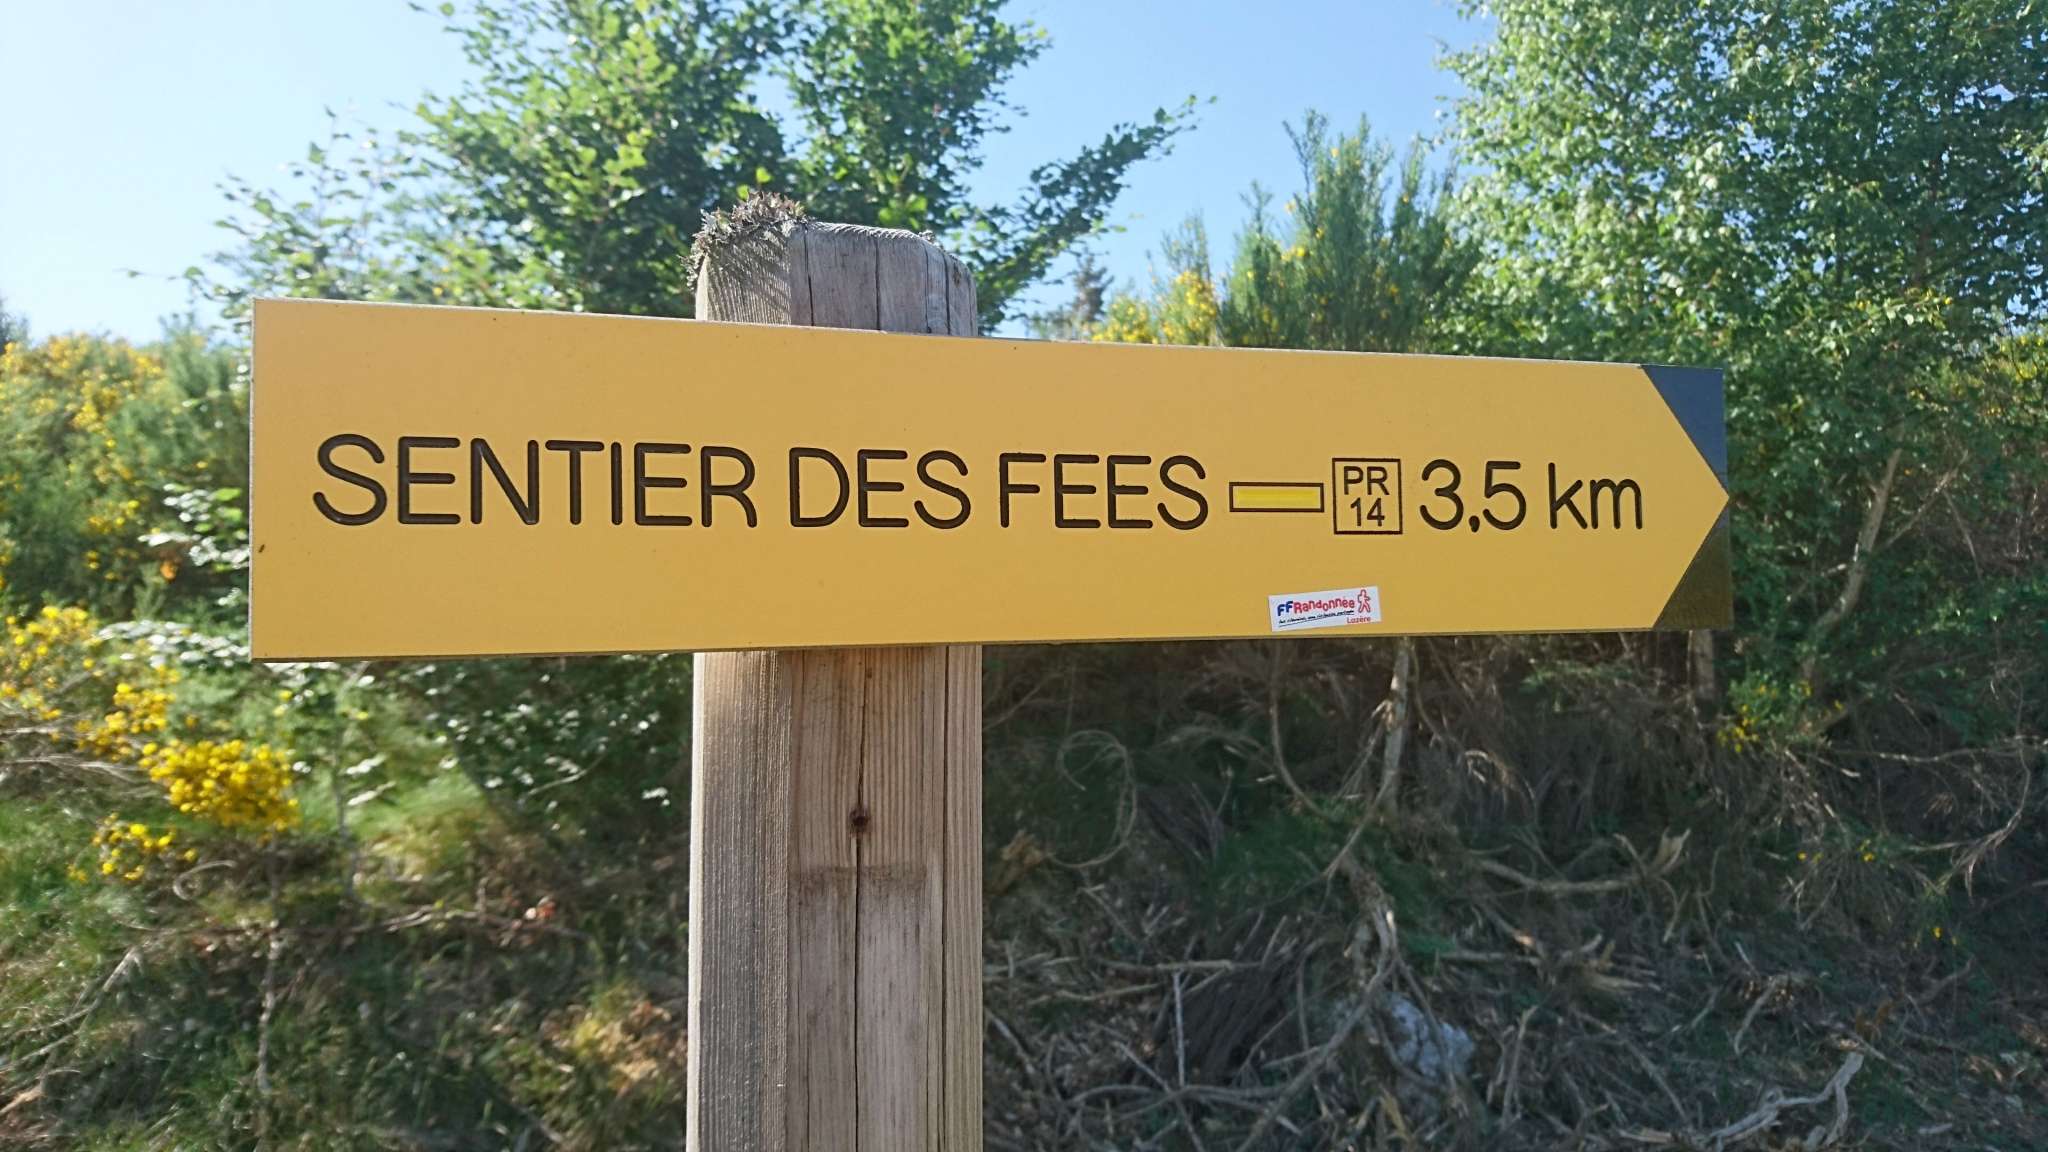 SENTIER DES FEES PR 14 3,5 km
FFRandonnée
Lozère